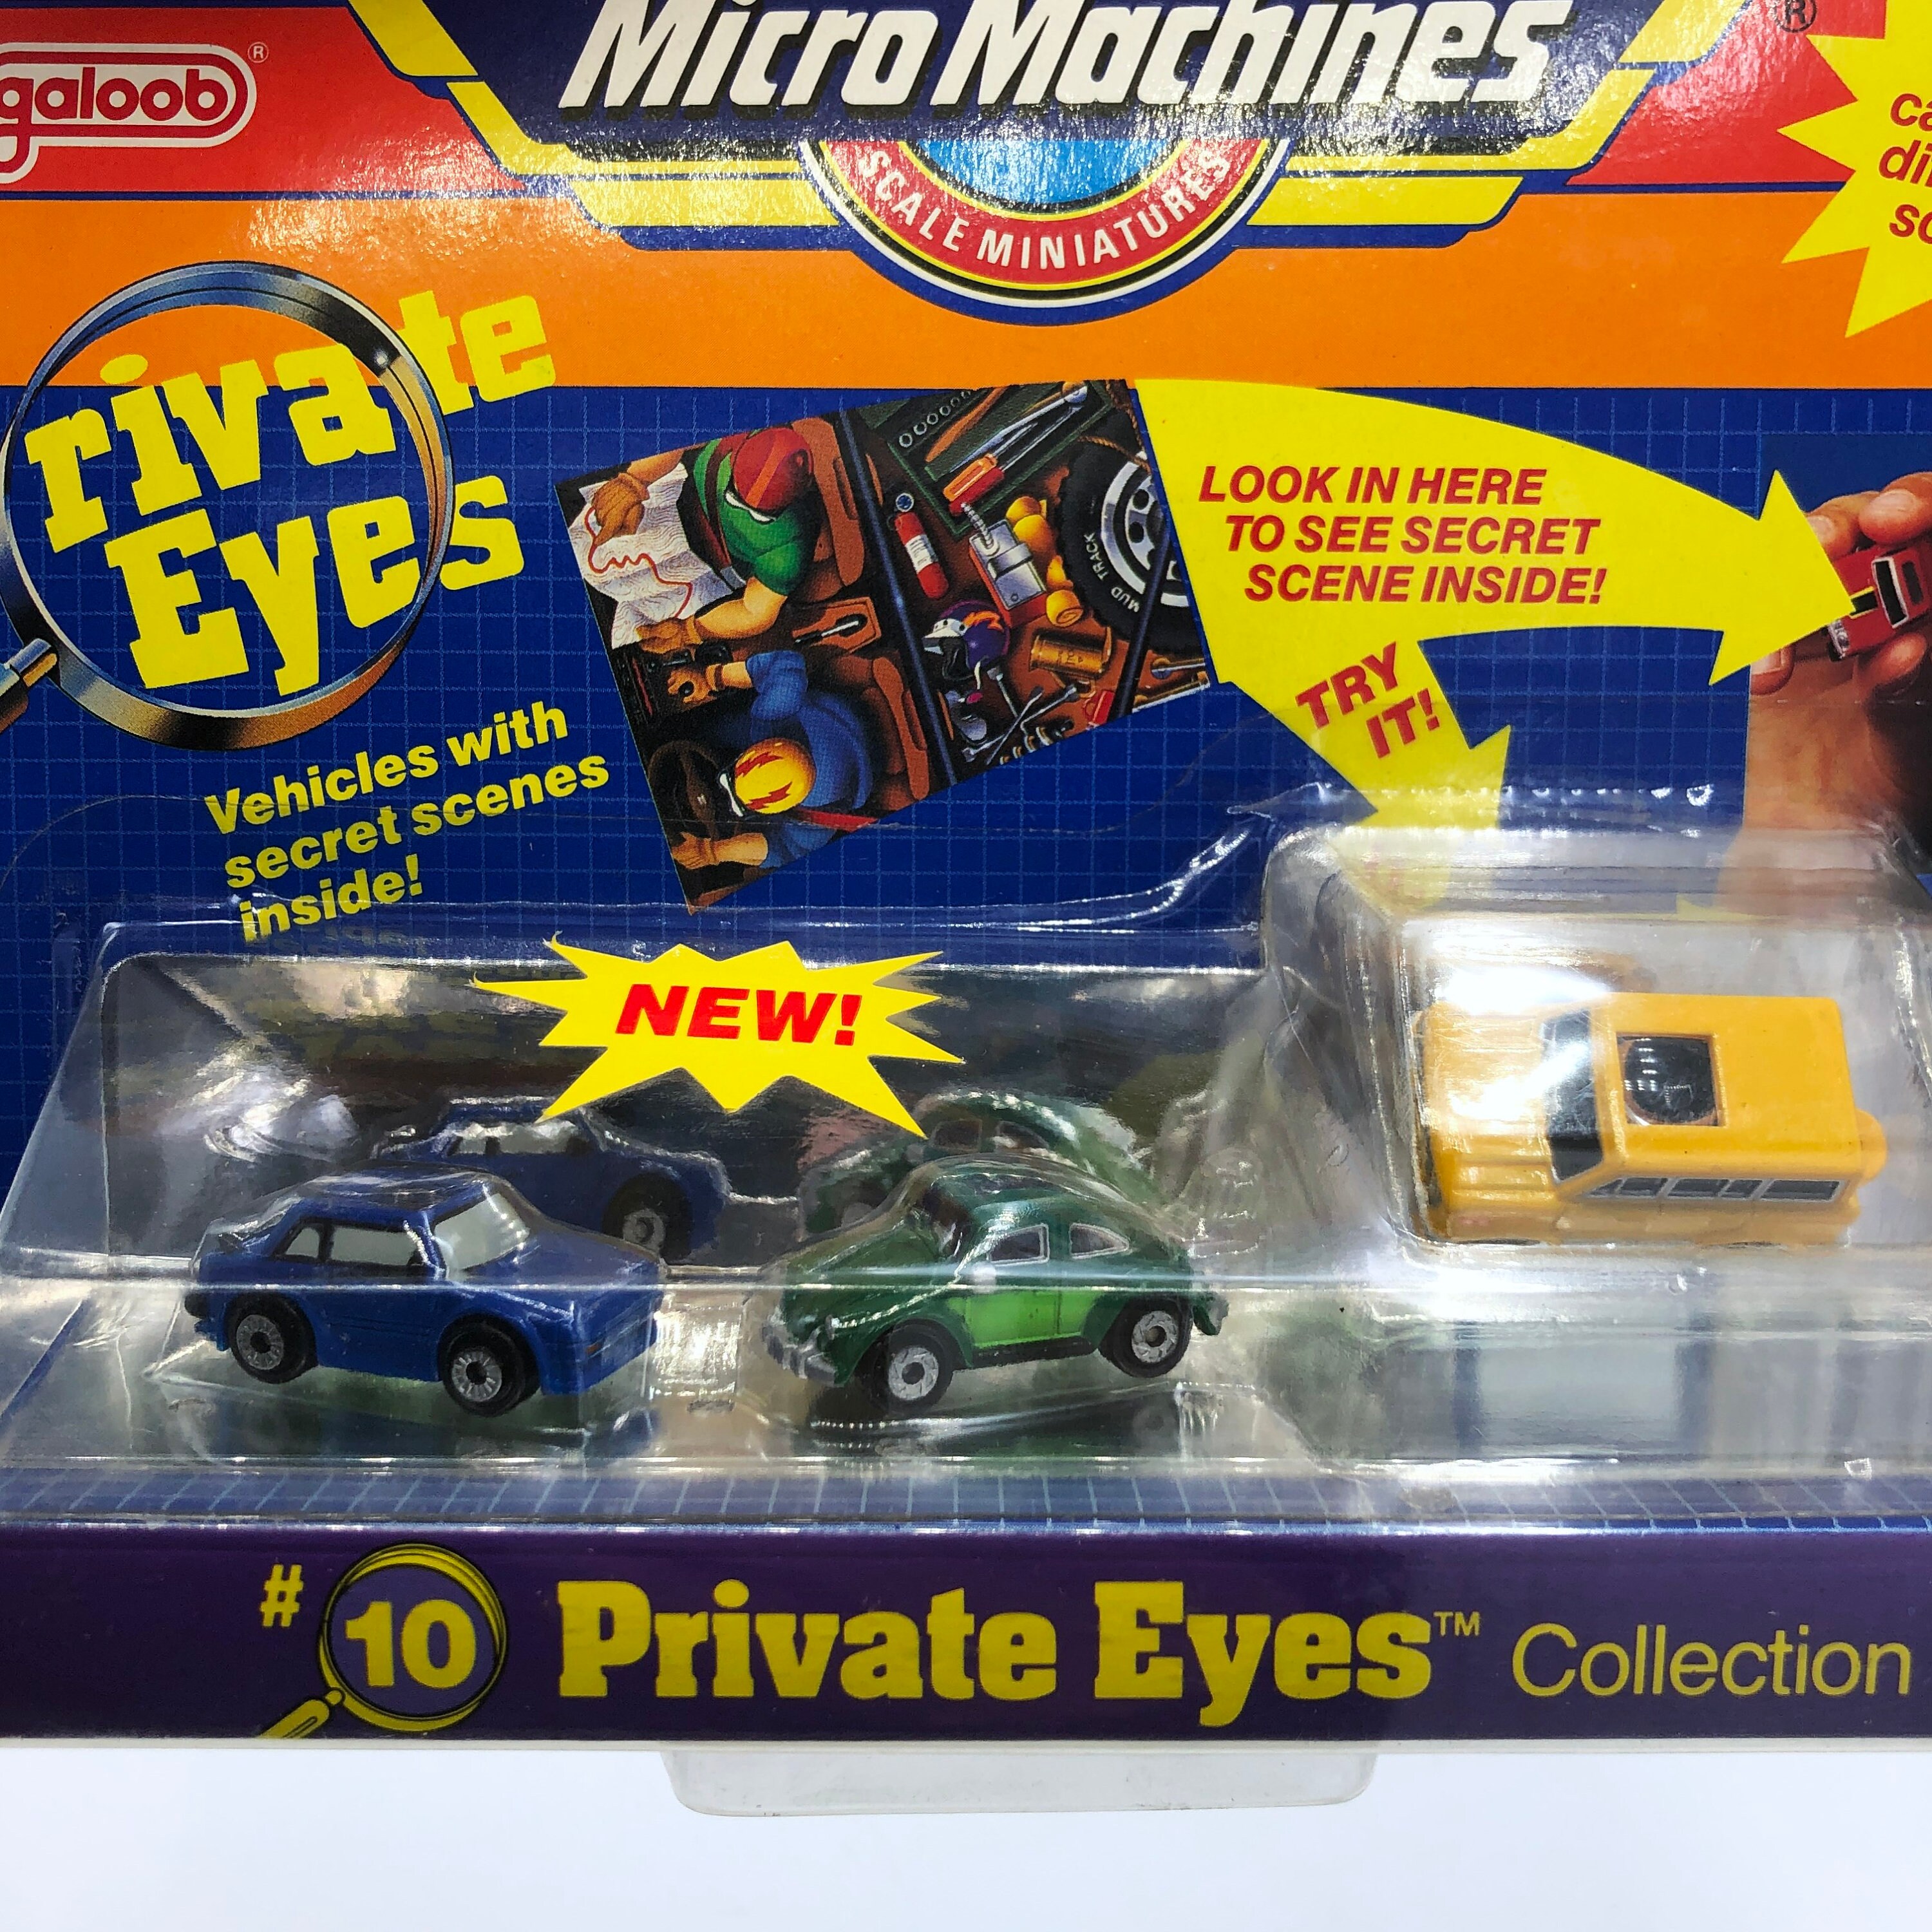 Micro Machines ®
galoob ®
SCALE MINIATURES
rivate
Eyes
LOOK IN HERE
TO SEE SECRET
SCENE INSIDE!
MUD TRACK
TRY
IT!
Vehicles with
secret scenes
inside!
NEW!
# 10 Private Eyes™ Collection